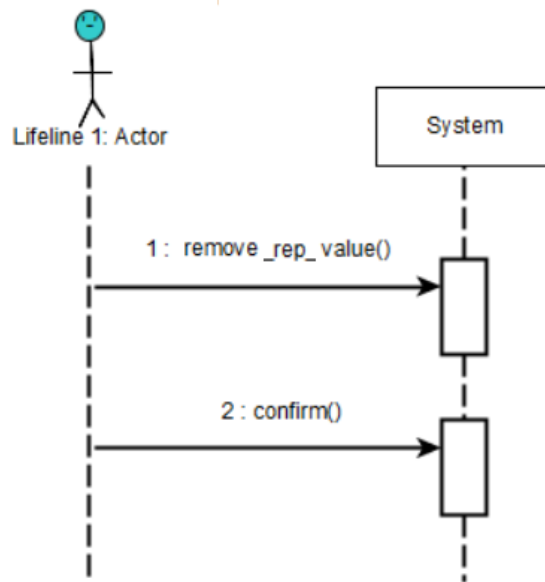 Lifeline 1: Actor
System
1 : remove _rep_ value()
2 : confirm()